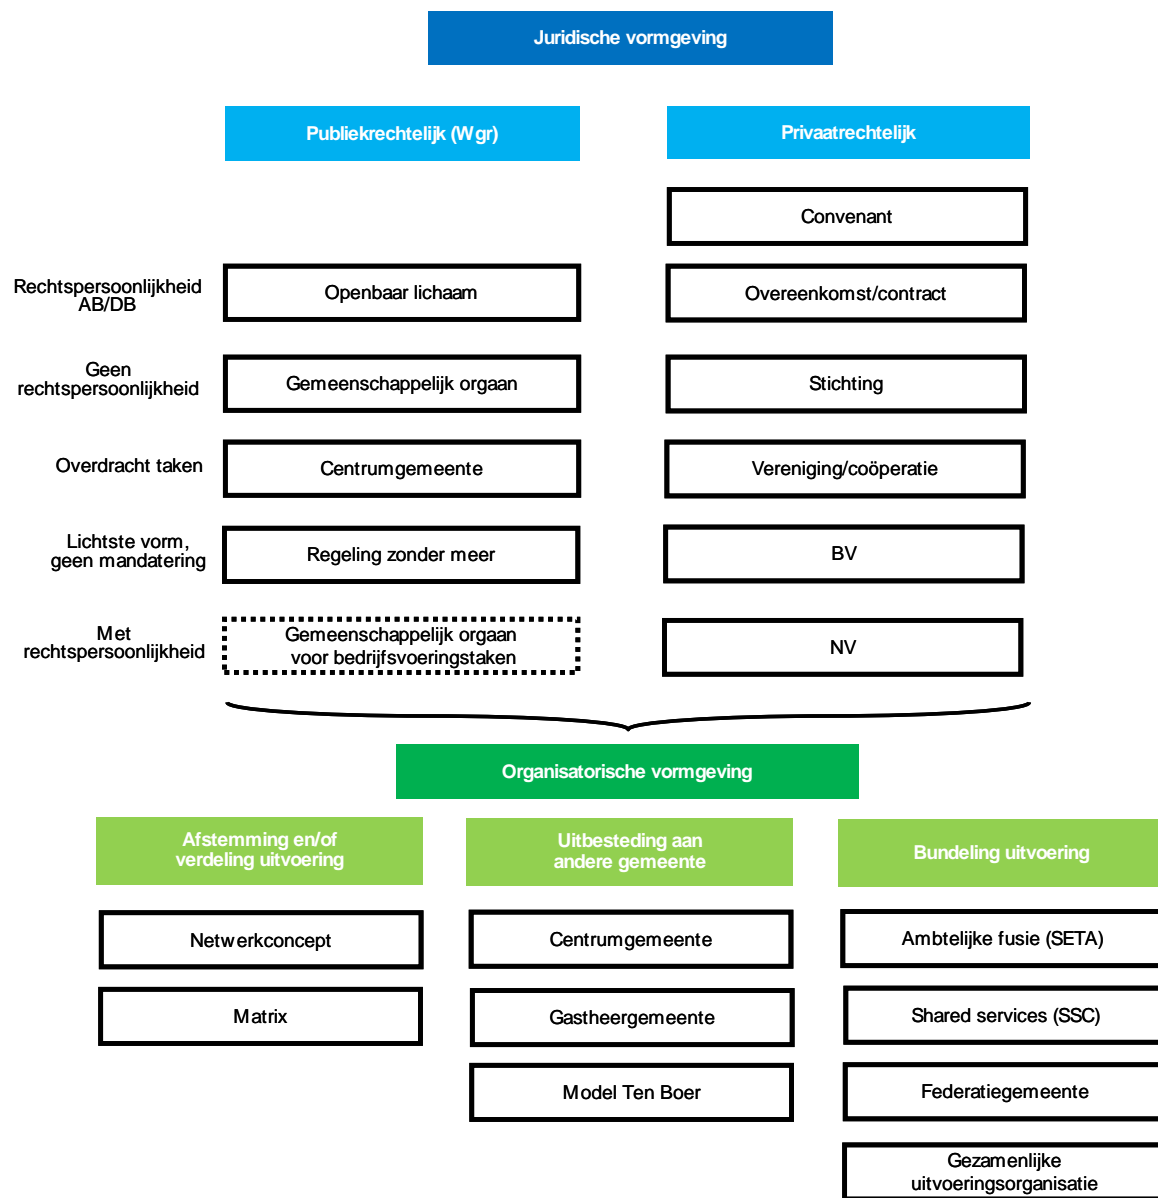 Juridische vormgeving
Publiekrechtelijk (Wgr)
Privaatrechtelijk
Convenant
Rechtspersoonlijkheid
AB/DB
Openbaar lichaam
Overeenkomst/contract
Geen
rechtspersoonlijkheid
Gemeenschappelijk orgaan
Stichting
Overdracht taken
Centrumgemeente
Vereniging/coöperatie
Lichtste vorm,
geen mandatering
Regeling zonder meer
BV
Met
rechtspersoonlijkheid
Gemeenschappelijk orgaan
voor bedrijfsvoeringstaken
NV
Organisatorische vormgeving
Afstemming en/of
verdeling uitvoering
Uitbesteding aan
andere gemeente
Bundeling uitvoering
Netwerkconcept
Centrumgemeente
Ambtelijke fusie (SETA)
Matrix
Gastheergemeente
Shared services (SSC)
Model Ten Boer
Federatiegemeente
Gezamenlijke
uitvoeringsorganisatie